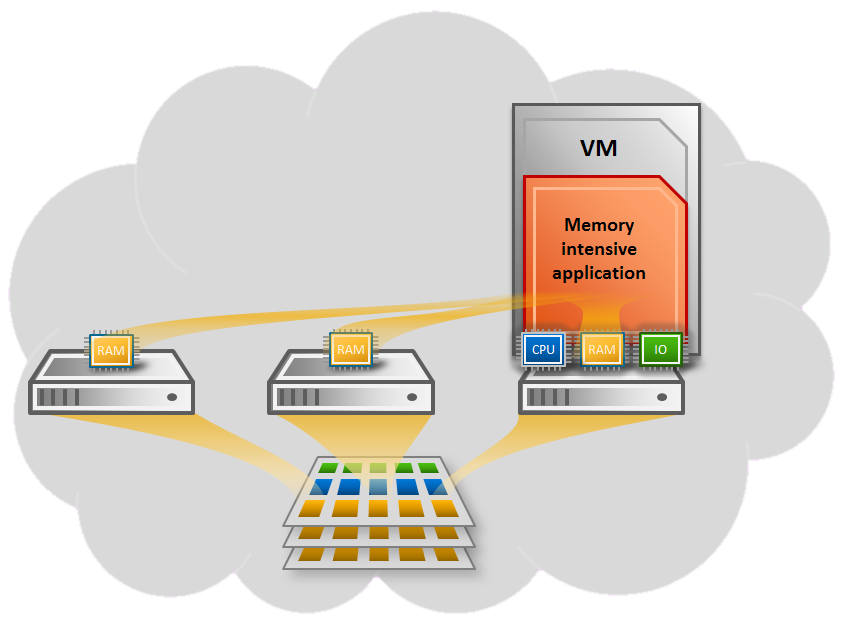 VM
Memory
intensive
application
RAM
RAM
CPU
RAM
IO